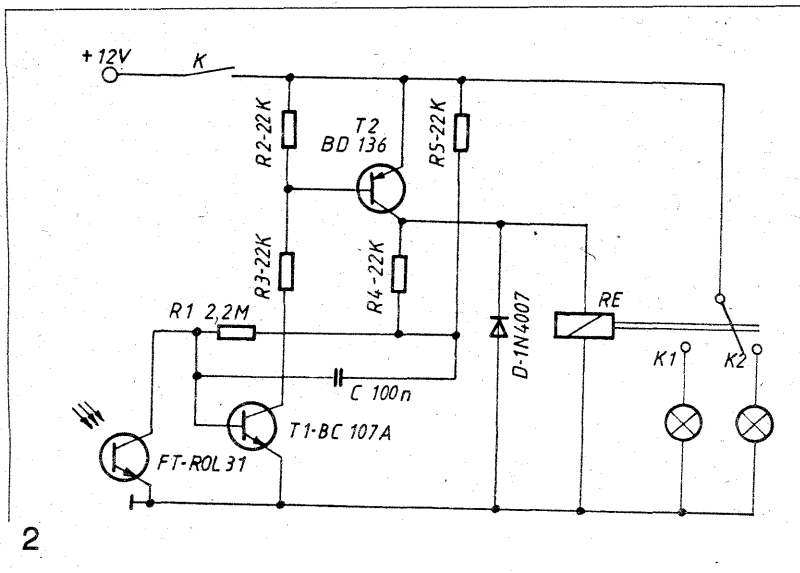 +12V
K
R2-22K
T2
BD 136
R5-22K
R3-22K
R4-22K
R1 2,2M
D-1N4007
RE
K1
K2
C 100n
T1-BC 107A
FT-ROL 31
2